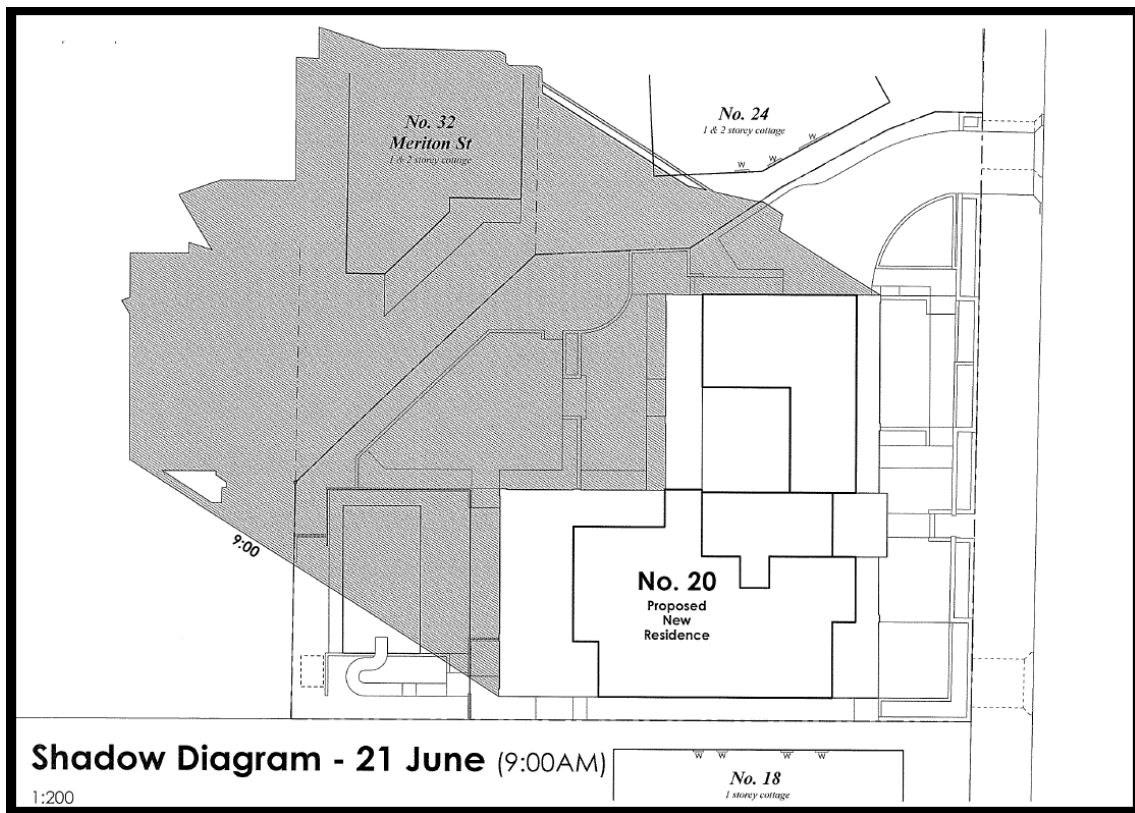 No. 32
Meriton St
1 & 2 storey cottage
No. 24
1 & 2 storey cottage
W
W
W
9:00
No. 20
Proposed
New
Residence
W
W
W
W
No. 18
1 storey cottage
Shadow Diagram - 21 June (9:00AM)
1:200